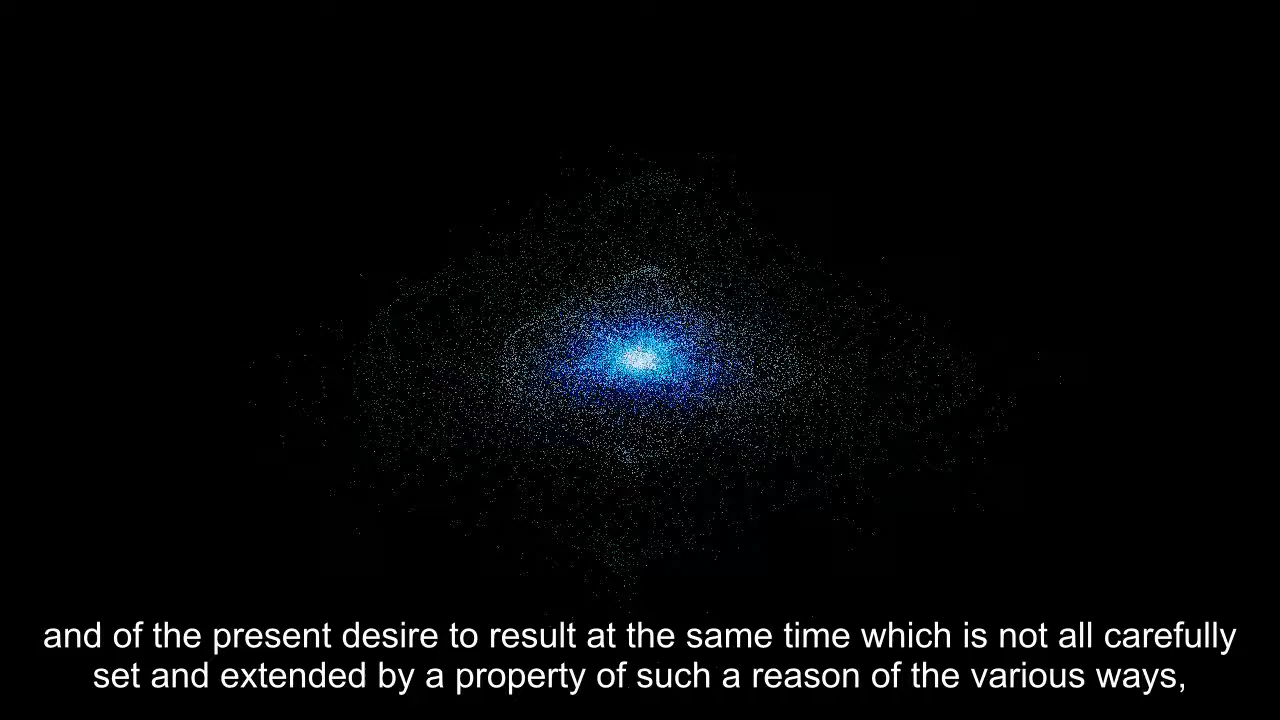 and of the present desire to result at the same time which is not all carefully
set and extended by a property of such a reason of the various ways,